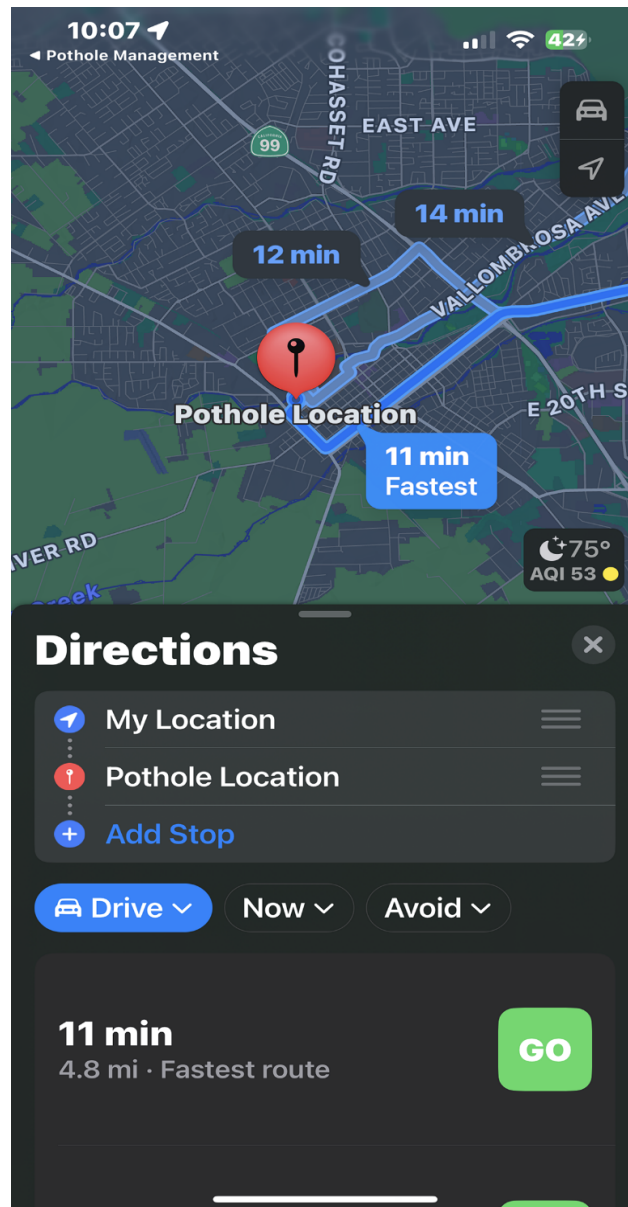 10:07
◀ Pothole Management
42
COHASSET RD
EAST AVE
CALIFORNIA
99
14 min
12 min
VALLOMBROSA AVE
Pothole Location
E 20TH S
11 min
Fastest
VER RD
Creek
75°
AQI 53
Directions
My Location
Pothole Location
Add Stop
Drive
Now
Avoid
11 min
GO
4.8 mi · Fastest route